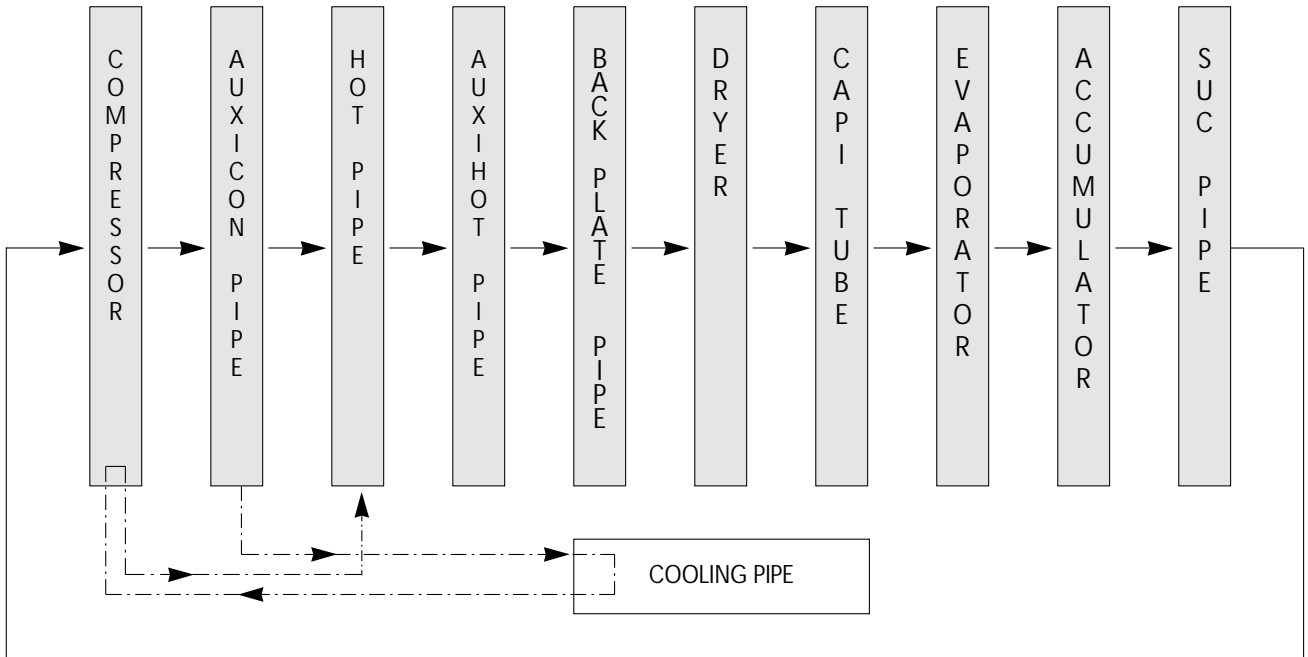 COMPRESSOR
AUXICON PIPE
HOT PIPE
AUXIHOT PIPE
BACK PLATE PIPE
DRYER
CAPI TUBE
EVAPORATOR
ACCUMULATOR
SUC PIPE
COOLING PIPE